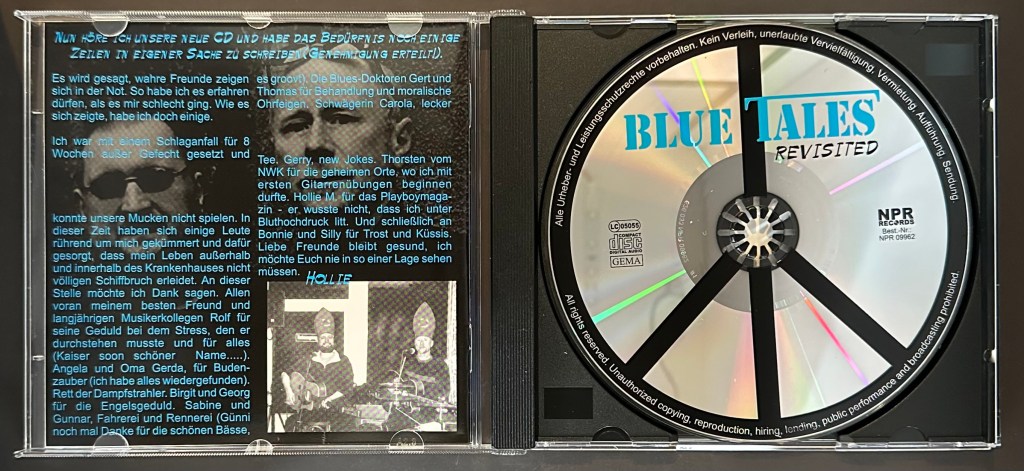 Nun höre ich unsere neue CD und habe das Bedürfnis noch einige
Zeilen in eigener Sache zu schreiben (Genehnigung erteilt).
Es wird gesagt, wahre Freunde zeigen
sich in der Not. So habe ich es erfahren
dürfen, als es mir schlecht ging. Wie es
sich zeigte, habe ich doch einige.
Ich war mit einem Schlaganfall für 8
Wochen außer Gefecht gesetzt und
konnte unsere Mucken nicht spielen. In
dieser Zeit haben sich einige Leute
rührend um mich gekümmert und dafür
gesorgt, dass mein Leben außerhalb
und innerhalb des Krankenhauses nicht
völligen Schiffbruch erleidet. An dieser
Stelle möchte ich Dank sagen. Allen
voran meinem besten Freund und
langjährigen Musikerkollegen Rolf für
seine Geduld bei dem Stress, den er
durchstehen musste und für alles
(Kaiser soon schöner Name.....).
Angela und Oma Gerda, für Buden-
zauber (ich habe alles wiedergefunden).
Rett der Dampfstrahler. Birgit und Georg
für die Engelsgeduld. Sabine und
Gunnar, Fahrerei und Rennerei (Günni
noch mal Danke für die schönen Bässe,
es groovt). Die Blues-Doktoren Gert und
Thomas für Behandlung und moralische
Ohrfeigen. Schwägerin Carola, lecker
Tee. Gerry, new Jokes. Thorsten vom
NWK für die geheimen Orte, wo ich mit
ersten Gitarrenübungen beginnen
durfte. Hollie M. für das Playboymaga-
zin - er wusste nicht, dass ich unter
Bluthochdruck litt. Und schließlich an
Bonnie und Silly für Trost und Küssis.
Liebe Freunde bleibt gesund, ich
möchte Euch nie in so einer Lage sehen
müssen.
Hollie
Alle Urheber- und Leistungsschutzrechte vorbehalten. Kein Verleih, unerlaubte Vervielfältigung, Vermietung, Aufführung, Sendung.
BLUE TALES
REVISITED
LC 05055
COMPACT
disc
DIGITAL AUDIO
GEMA
NPR
RECORDS
Best.-Nr.:
NPR 09962
All rights reserved. Unauthorized copying, reproduction, hiring, lending, public performance and broadcasting prohibited.